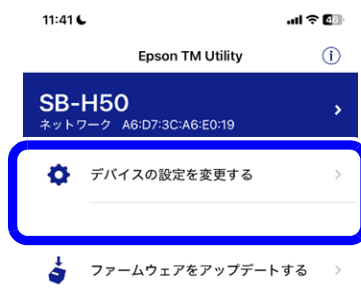 11:41
46
Epson TM Utility
SB-H50
ネットワーク A6:D7:3C:A6:E0:19
デバイスの設定を変更する
ファームウェアをアップデートする